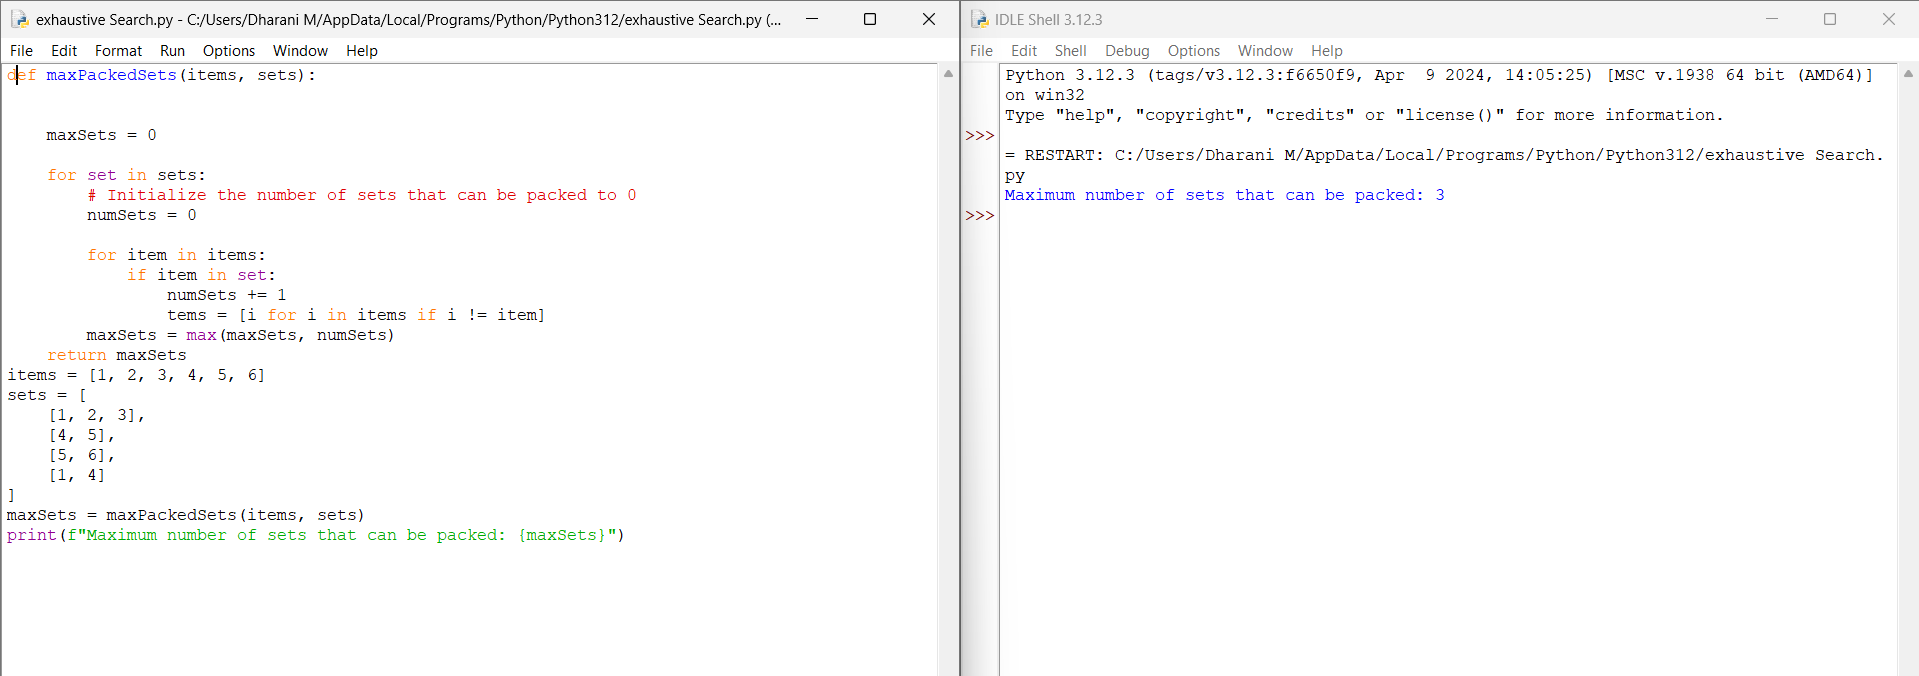 exhaustive Search.py - C:/Users/Dharani M/AppData/Local/Programs/Python/Python312/exhaustive Search.py (...
File Edit Format Run Options Window Help
def maxPackedSets(items, sets):
    maxSets = 0
    for set in sets:
        # Initialize the number of sets that can be packed to 0
        numSets = 0
        for item in items:
            if item in set:
                numSets += 1
                tems = [i for i in items if i != item]
        maxSets = max(maxSets, numSets)
    return maxSets
items = [1, 2, 3, 4, 5, 6]
sets = [
    [1, 2, 3],
    [4, 5],
    [5, 6],
    [1, 4]
]
maxSets = maxPackedSets(items, sets)
print(f"Maximum number of sets that can be packed: {maxSets}")
IDLE Shell 3.12.3
File Edit Shell Debug Options Window Help
Python 3.12.3 (tags/v3.12.3:f6650f9, Apr  9 2024, 14:05:25) [MSC v.1938 64 bit (AMD64)]
on win32
Type "help", "copyright", "credits" or "license()" for more information.
>>>
= RESTART: C:/Users/Dharani M/AppData/Local/Programs/Python/Python312/exhaustive Search.
py
Maximum number of sets that can be packed: 3
>>>